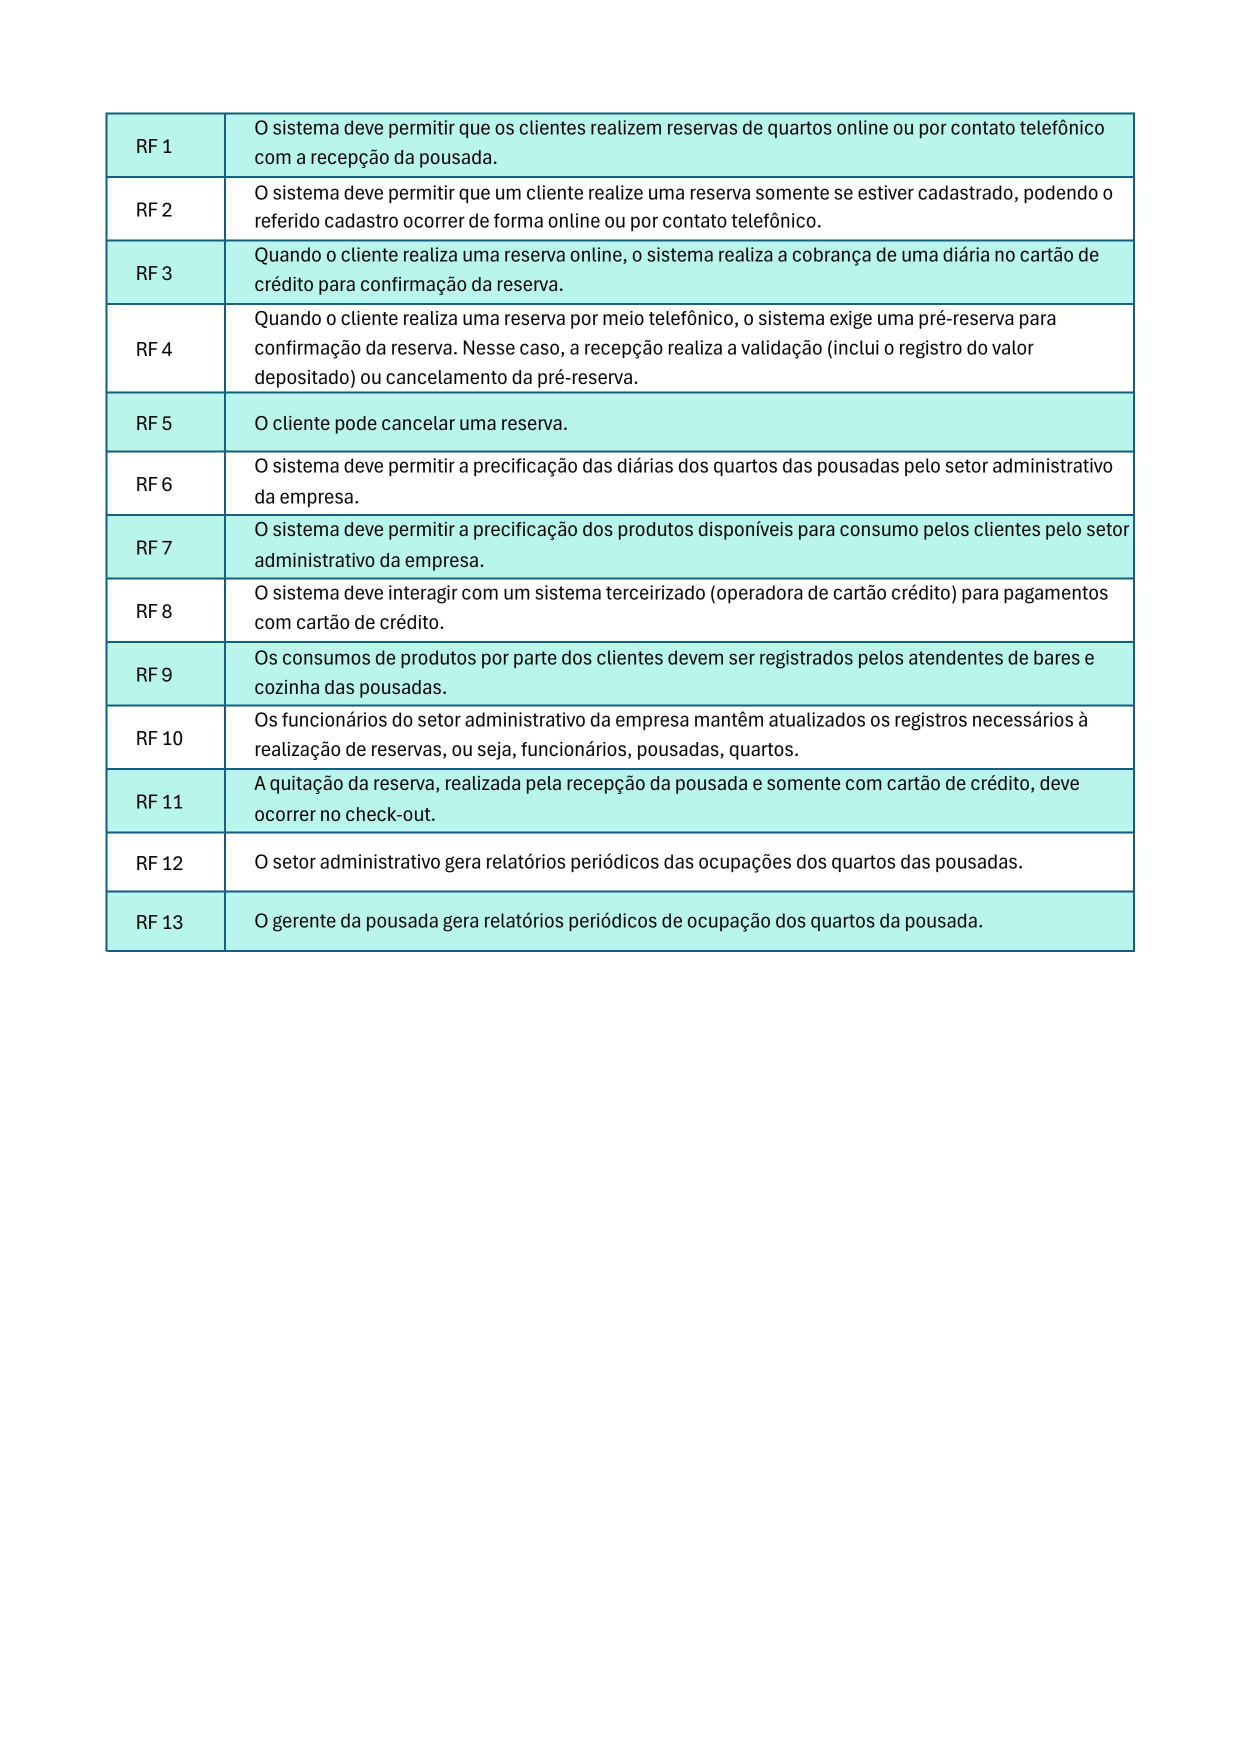 RF 1
O sistema deve permitir que os clientes realizem reservas de quartos online ou por contato telefônico
com a recepção da pousada.
RF 2
O sistema deve permitir que um cliente realize uma reserva somente se estiver cadastrado, podendo o
referido cadastro ocorrer de forma online ou por contato telefônico.
RF 3
Quando o cliente realiza uma reserva online, o sistema realiza a cobrança de uma diária no cartão de
crédito para confirmação da reserva.
RF 4
Quando o cliente realiza uma reserva por meio telefônico, o sistema exige uma pré-reserva para
confirmação da reserva. Nesse caso, a recepção realiza a validação (inclui o registro do valor
depositado) ou cancelamento da pré-reserva.
RF 5
O cliente pode cancelar uma reserva.
RF 6
O sistema deve permitir a precificação das diárias dos quartos das pousadas pelo setor administrativo
da empresa.
RF 7
O sistema deve permitir a precificação dos produtos disponíveis para consumo pelos clientes pelo setor
administrativo da empresa.
RF 8
O sistema deve interagir com um sistema terceirizado (operadora de cartão crédito) para pagamentos
com cartão de crédito.
RF 9
Os consumos de produtos por parte dos clientes devem ser registrados pelos atendentes de bares e
cozinha das pousadas.
RF 10
Os funcionários do setor administrativo da empresa mantêm atualizados os registros necessários à
realização de reservas, ou seja, funcionários, pousadas, quartos.
RF 11
A quitação da reserva, realizada pela recepção da pousada e somente com cartão de crédito, deve
ocorrer no check-out.
RF 12
O setor administrativo gera relatórios periódicos das ocupações dos quartos das pousadas.
RF 13
O gerente da pousada gera relatórios periódicos de ocupação dos quartos da pousada.